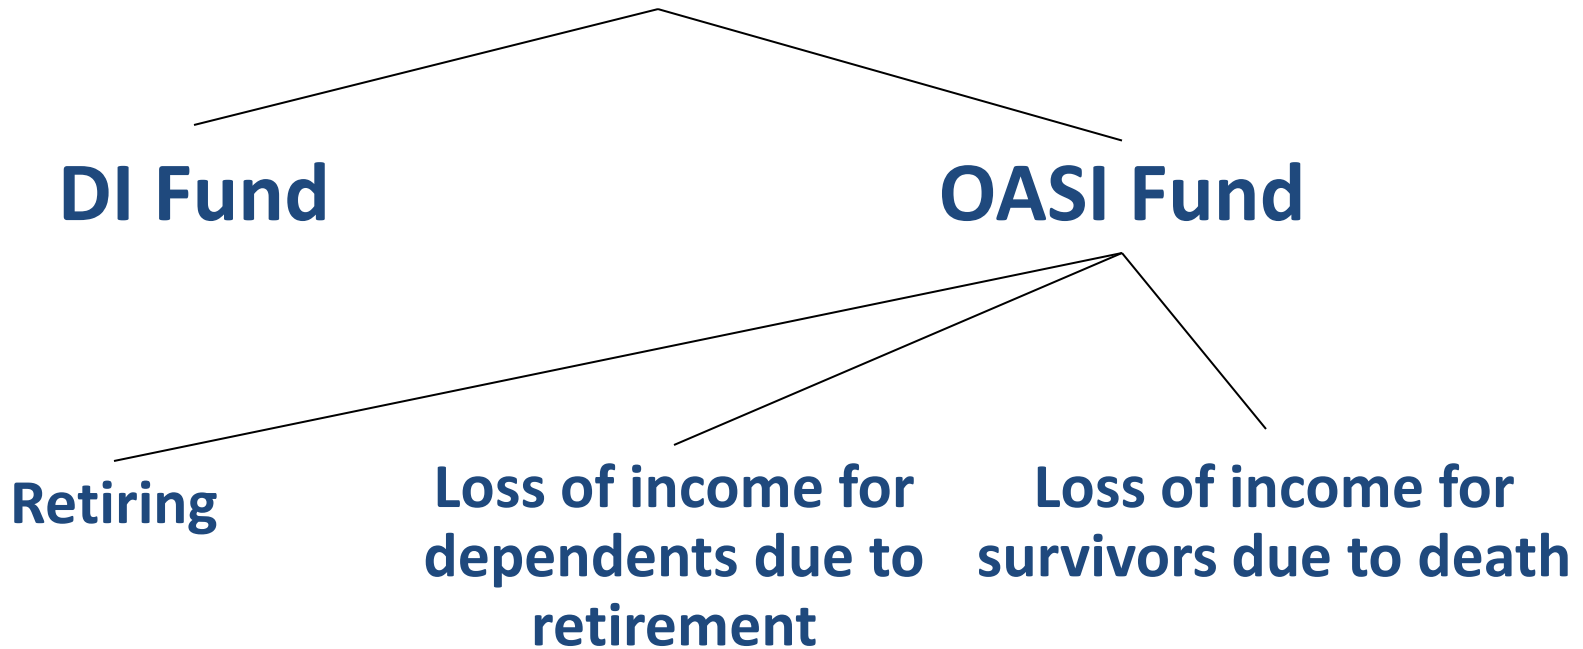 DI Fund
OASI Fund
Retiring
Loss of income for
dependents due to
retirement
Loss of income for
survivors due to death